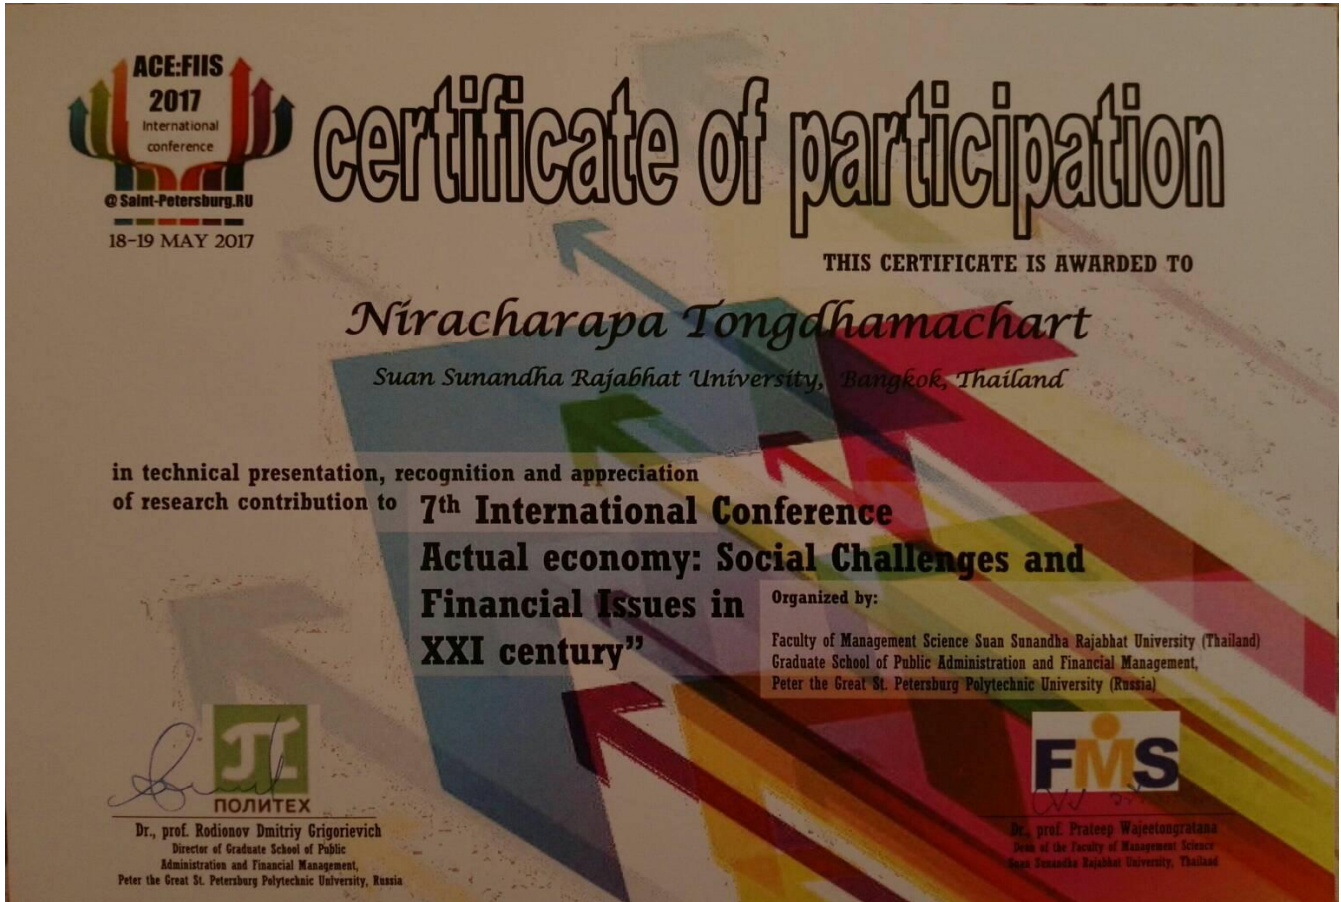 ACE:FIIS
2017
International
conference
@ Saint-Petersburg.RU
18-19 MAY 2017
certificate of participation
THIS CERTIFICATE IS AWARDED TO
Niracharapa Tongdhamachart
Suan Sunandha Rajabhat University, Bangkok, Thailand
in technical presentation, recognition and appreciation
of research contribution to
7th International Conference
Actual economy: Social Challenges and
Financial Issues in
XXI century”
Organized by:
Faculty of Management Science Suan Sunandha Rajabhat University (Thailand)
Graduate School of Public Administration and Financial Management,
Peter the Great St. Petersburg Polytechnic University (Russia)
ПОЛИТЕХ
Dr., prof. Rodionov Dmitriy Grigorievich
Director of Graduate School of Public
Administration and Financial Management,
Peter the Great St. Petersburg Polytechnic University, Russia
FMS
Dr., prof. Prateep Wajeetongratana
Dean of the Faculty of Management Science
Suan Sunandha Rajabhat University, Thailand